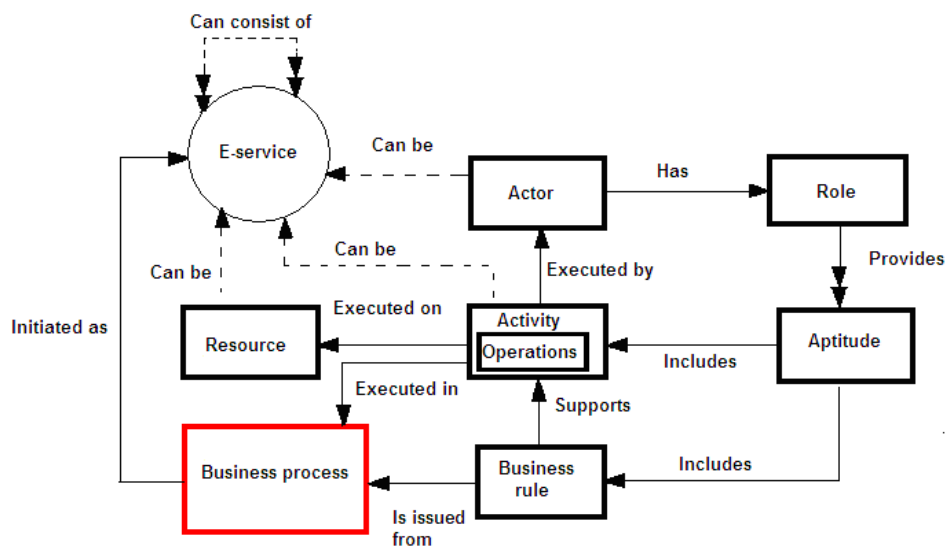 Can consist of
E-service
Can be
Actor
Has
Role
Can be
Can be
Executed by
Provides
Initiated as
Executed on
Resource
Activity
Operations
Includes
Aptitude
Executed in
Supports
Business process
Business
rule
Includes
Is issued
from